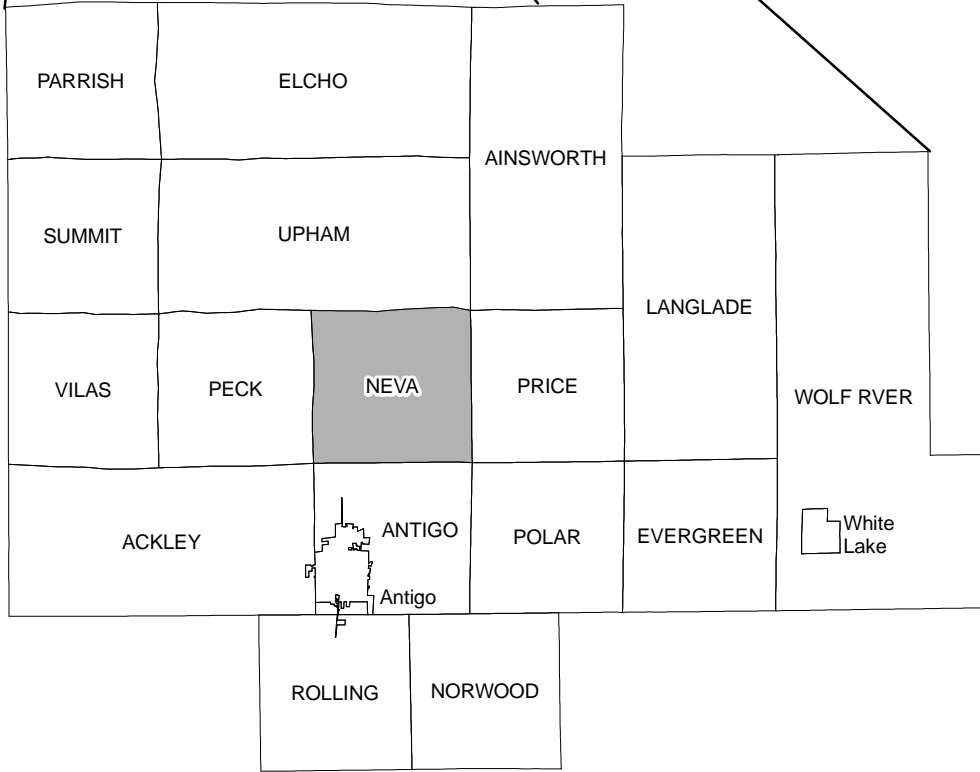 PARRISH
ELCHO
AINSWORTH
SUMMIT
UPHAM
LANGLADE
VILAS
PECK
NEVA
PRICE
WOLF RVER
ACKLEY
ANTIGO
POLAR
EVERGREEN
White
Lake
Antigo
ROLLING
NORWOOD